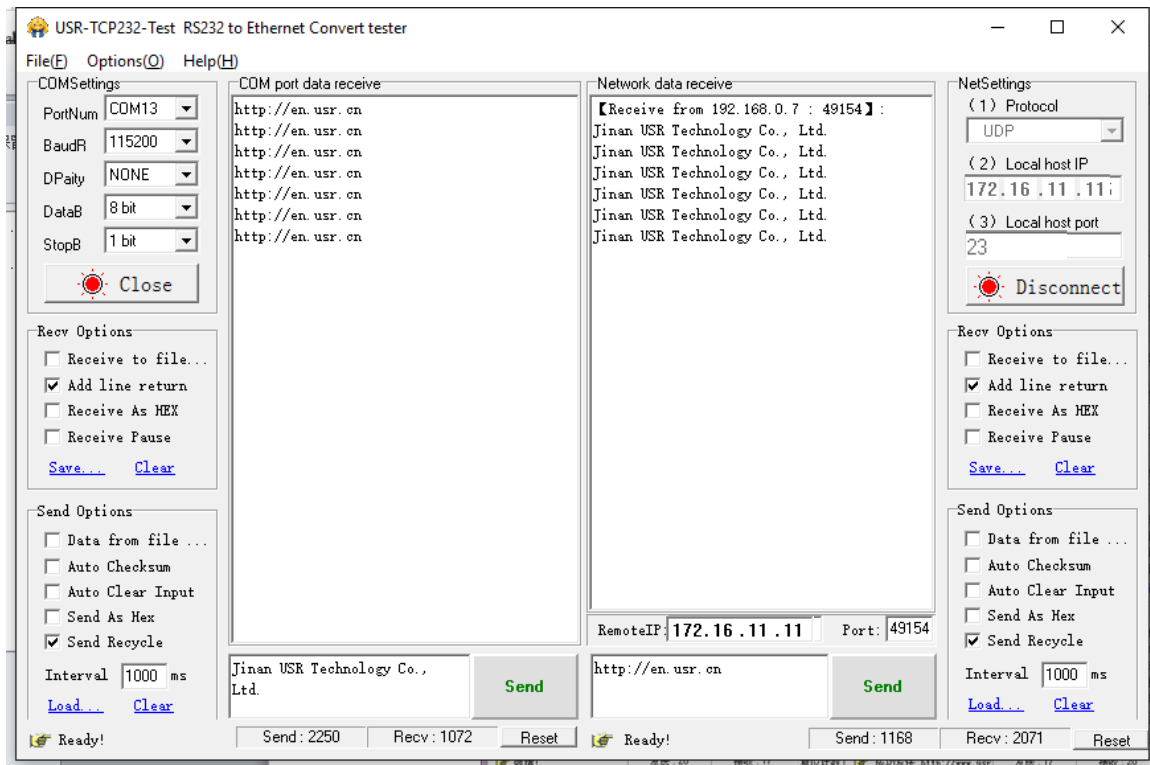 USR-TCP232-Test RS232 to Ethernet Convert tester
File(F) Options(O) Help(H)
COMSettings
PortNum COM13
BaudR 115200
DPaity NONE
DataB 8 bit
StopB 1 bit
Close
Recv Options
Receive to file...
Add line return
Receive As HEX
Receive Pause
Save... Clear
Send Options
Data from file ...
Auto Checksum
Auto Clear Input
Send As Hex
Send Recycle
Interval 1000 ms
Load... Clear
COM port data receive
http://en.usr.cn
http://en.usr.cn
http://en.usr.cn
http://en.usr.cn
http://en.usr.cn
http://en.usr.cn
http://en.usr.cn
Jinan USR Technology Co.,
Ltd.
Send
Network data receive
【Receive from 192.168.0.7 : 49154】:
Jinan USR Technology Co., Ltd.
Jinan USR Technology Co., Ltd.
Jinan USR Technology Co., Ltd.
Jinan USR Technology Co., Ltd.
Jinan USR Technology Co., Ltd.
Jinan USR Technology Co., Ltd.
RemoteIP: 172.16.11.11 Port: 49154
http://en.usr.cn
Send
NetSettings
(1) Protocol
UDP
(2) Local host IP
172.16.11.11
(3) Local host port
23
Disconnect
Recv Options
Receive to file...
Add line return
Receive As HEX
Receive Pause
Save... Clear
Send Options
Data from file ...
Auto Checksum
Auto Clear Input
Send As Hex
Send Recycle
Interval 1000 ms
Load... Clear
Ready! Send : 2250 Recv : 1072 Reset
Ready! Send : 1168 Recv : 2071 Reset